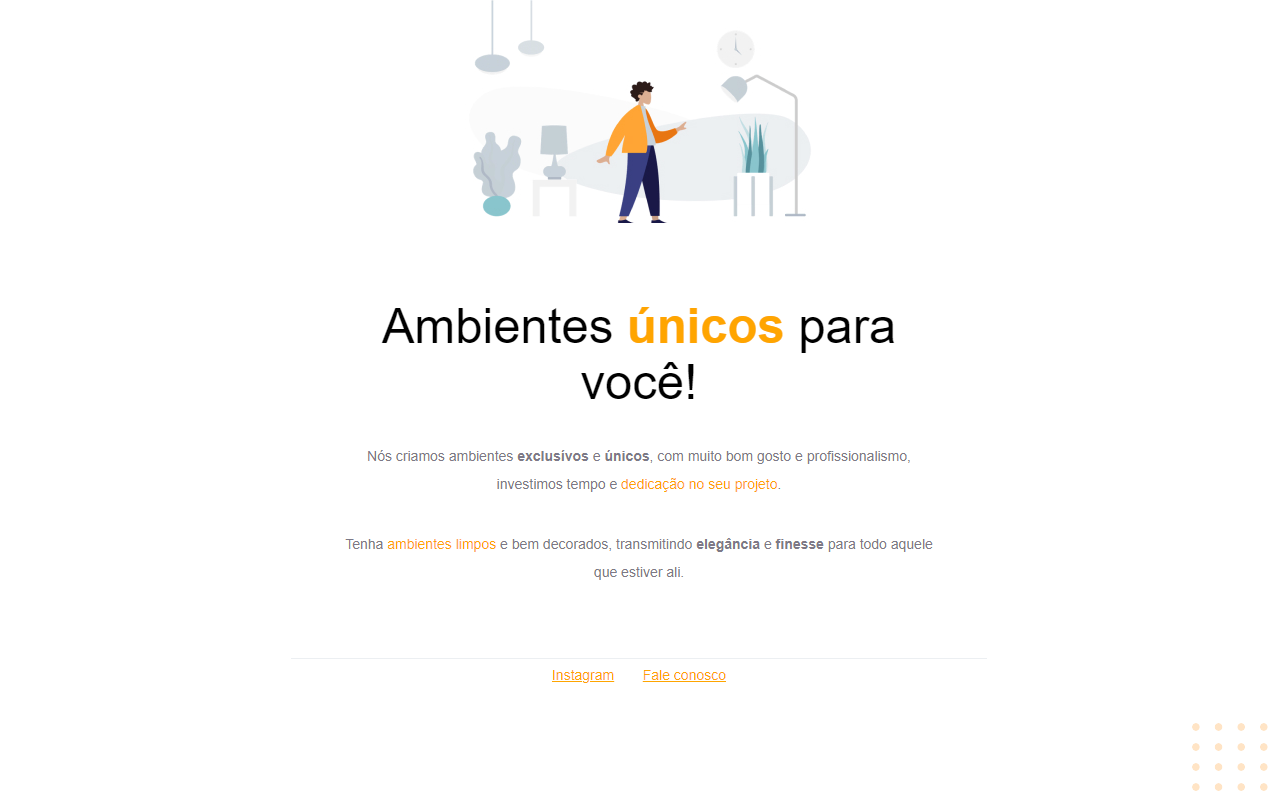 Ambientes únicos para
você!
Nós criamos ambientes exclusívos e únicos, com muito bom gosto e profissionalismo,
investimos tempo e dedicação no seu projeto.
Tenha ambientes limpos e bem decorados, transmitindo elegância e finesse para todo aquele
que estiver ali.
Instagram Fale conosco